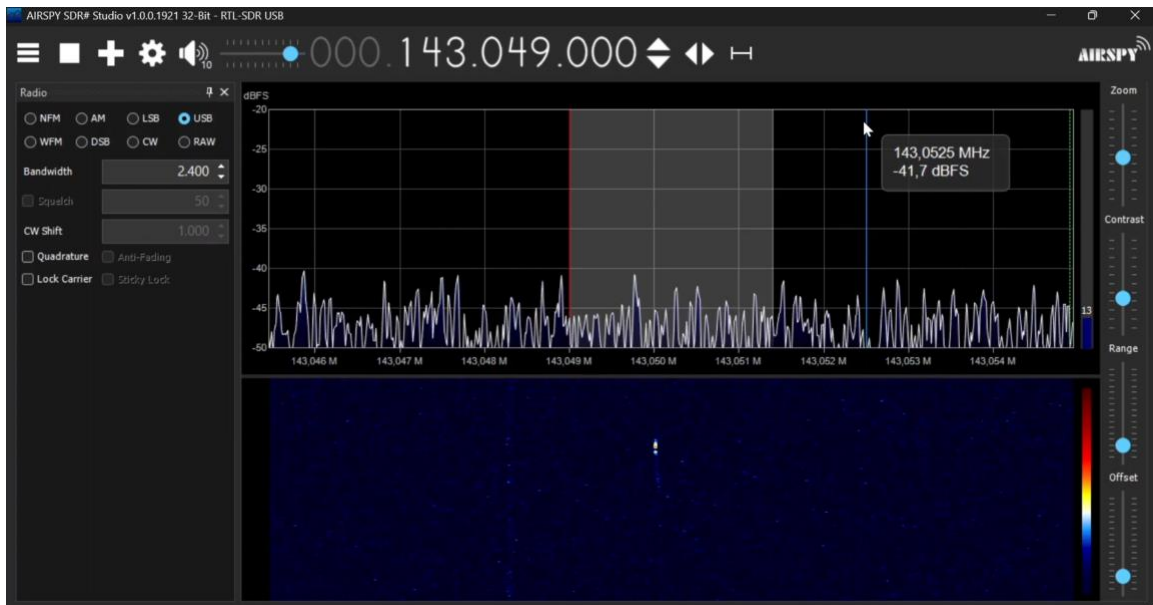 AIRSPY SDR# Studio v1.0.0.1921 32-Bit - RTL-SDR USB
10
000.143.049.000
AIRSPY
Radio
NFM AM LSB USB
WFM DSB CW RAW
Bandwidth 2.400
Squelch 50
CW Shift 1.000
Quadrature Anti-Fading
Lock Carrier Sticky Lock
dBFS
-20
-25
-30
-35
-40
-45
-50
143,0525 MHz
-41,7 dBFS
13
143,046 M 143,047 M 143,048 M 143,049 M 143,050 M 143,051 M 143,052 M 143,053 M 143,054 M
Zoom
Contrast
Range
Offset